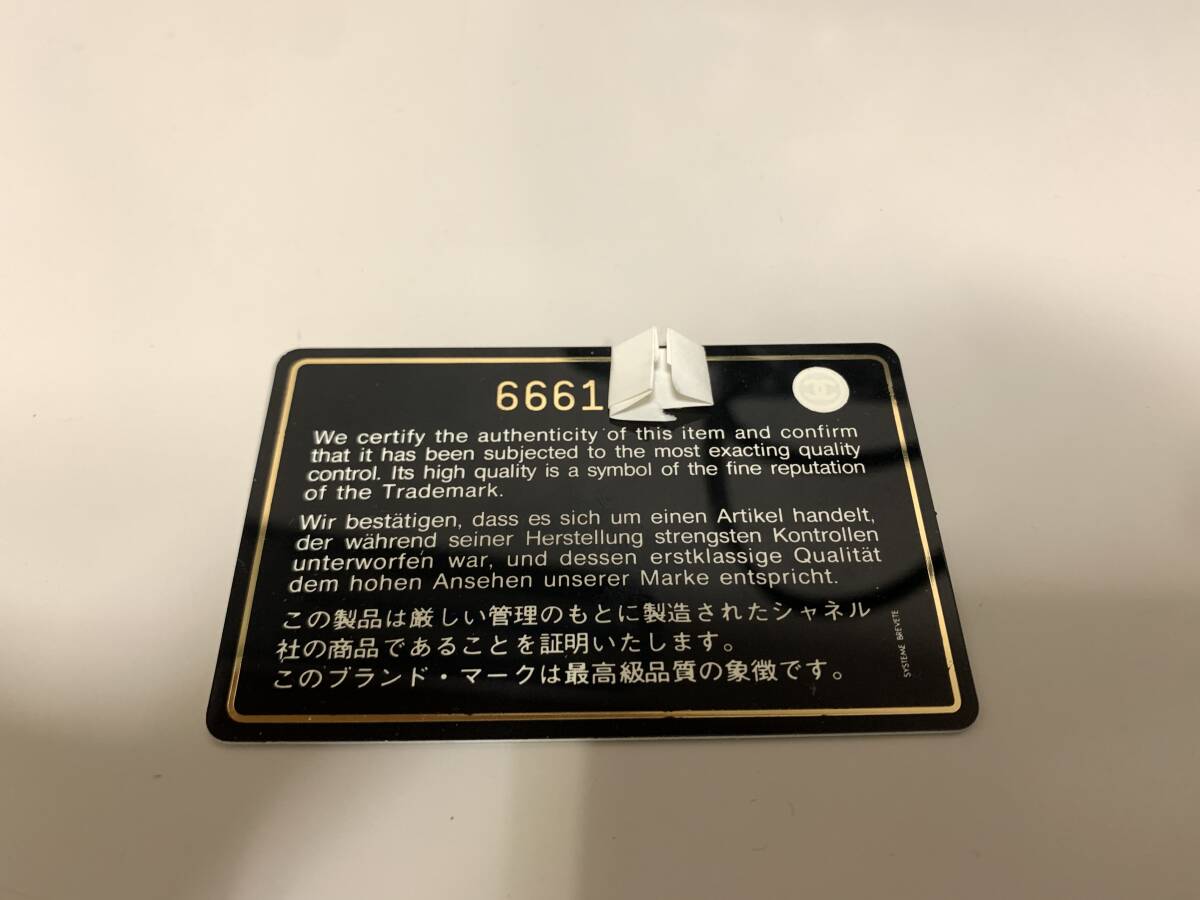 6661
We certify the authenticity of this item and confirm
that it has been subjected to the most exacting quality
control. Its high quality is a symbol of the fine reputation
of the Trademark.
Wir bestätigen, dass es sich um einen Artikel handelt,
der während seiner Herstellung strengsten Kontrollen
unterworfen war, und dessen erstklassige Qualität
dem hohen Ansehen unserer Marke entspricht.
この製品は厳しい管理のもとに製造されたシャネル
社の商品であることを証明いたします。
このブランド・マークは最高級品質の象徴です。
SYSTEME BREVETE